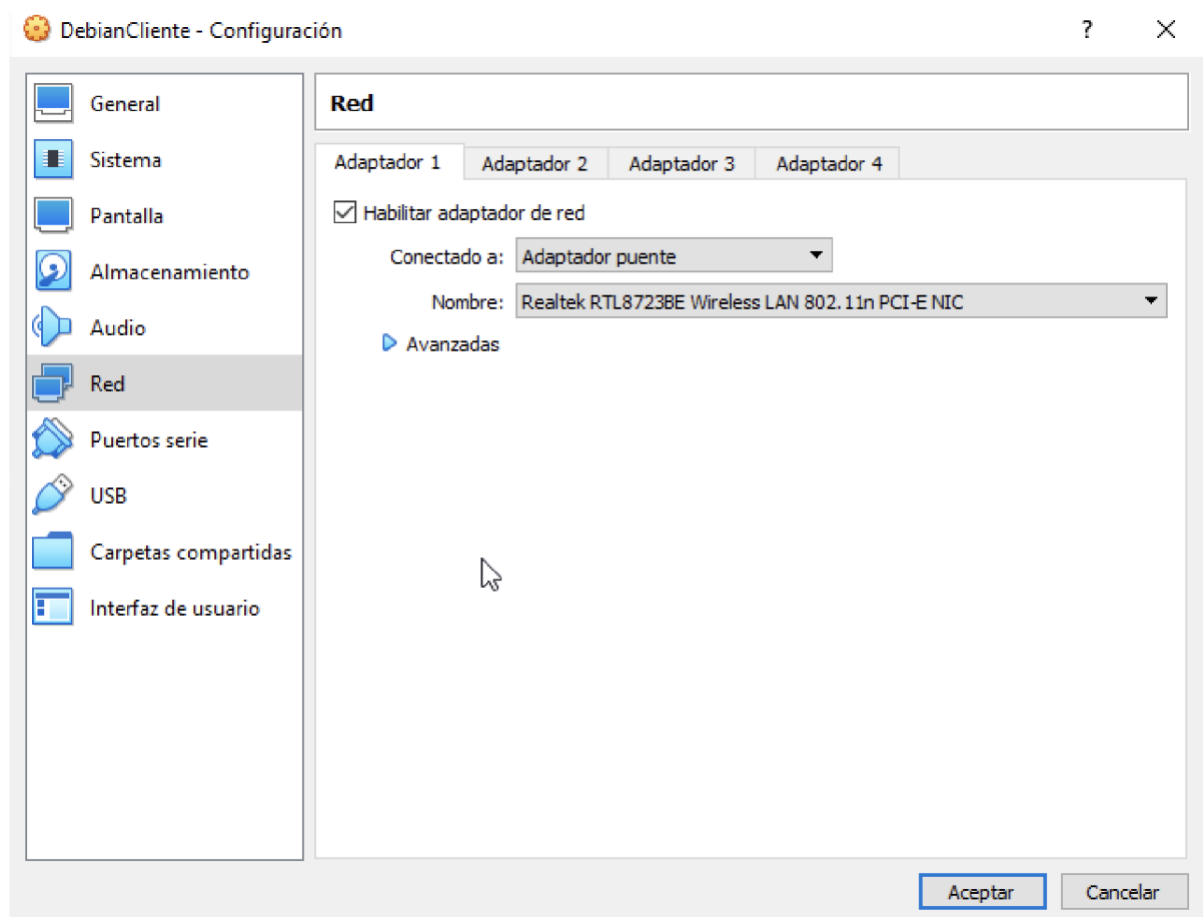 DebianCliente - Configuración
?
General
Sistema
Pantalla
Almacenamiento
Audio
Red
Puertos serie
USB
Carpetas compartidas
Interfaz de usuario
Red
Adaptador 1 Adaptador 2 Adaptador 3 Adaptador 4
Habilitar adaptador de red
Conectado a: Adaptador puente
Nombre: Realtek RTL8723BE Wireless LAN 802.11n PCI-E NIC
Avanzadas
Aceptar Cancelar